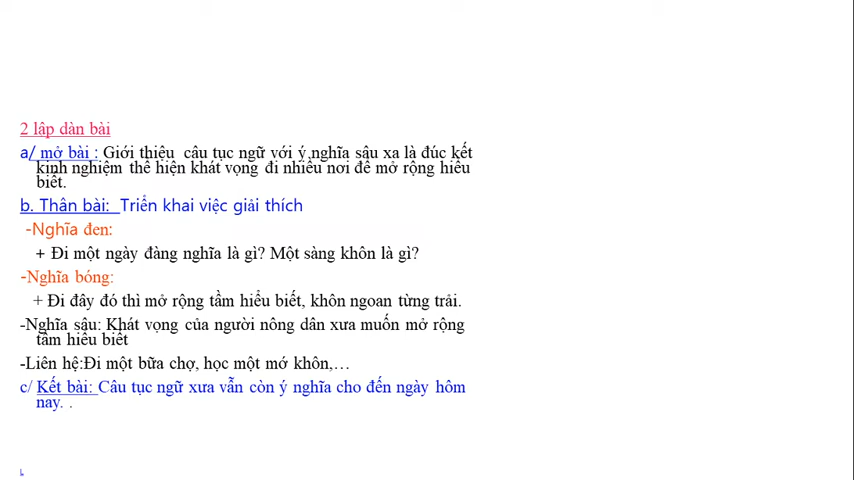 2 lập dàn bài
a/ mở bài : Giới thiệu câu tục ngữ với ý nghĩa sâu xa là đúc kết
kinh nghiệm thể hiện khát vọng đi nhiều nơi để mở rộng hiểu
biết.
b. Thân bài: Triển khai việc giải thích
-Nghĩa đen:
+ Đi một ngày đàng nghĩa là gì? Một sàng khôn là gì?
-Nghĩa bóng:
+ Đi đây đó thì mở rộng tầm hiểu biết, khôn ngoan từng trải.
-Nghĩa sâu: Khát vọng của người nông dân xưa muốn mở rộng
tầm hiểu biết
-Liên hệ:Đi một bữa chợ, học một mớ khôn,…
c/ Kết bài: Câu tục ngữ xưa vẫn còn ý nghĩa cho đến ngày hôm
nay. .